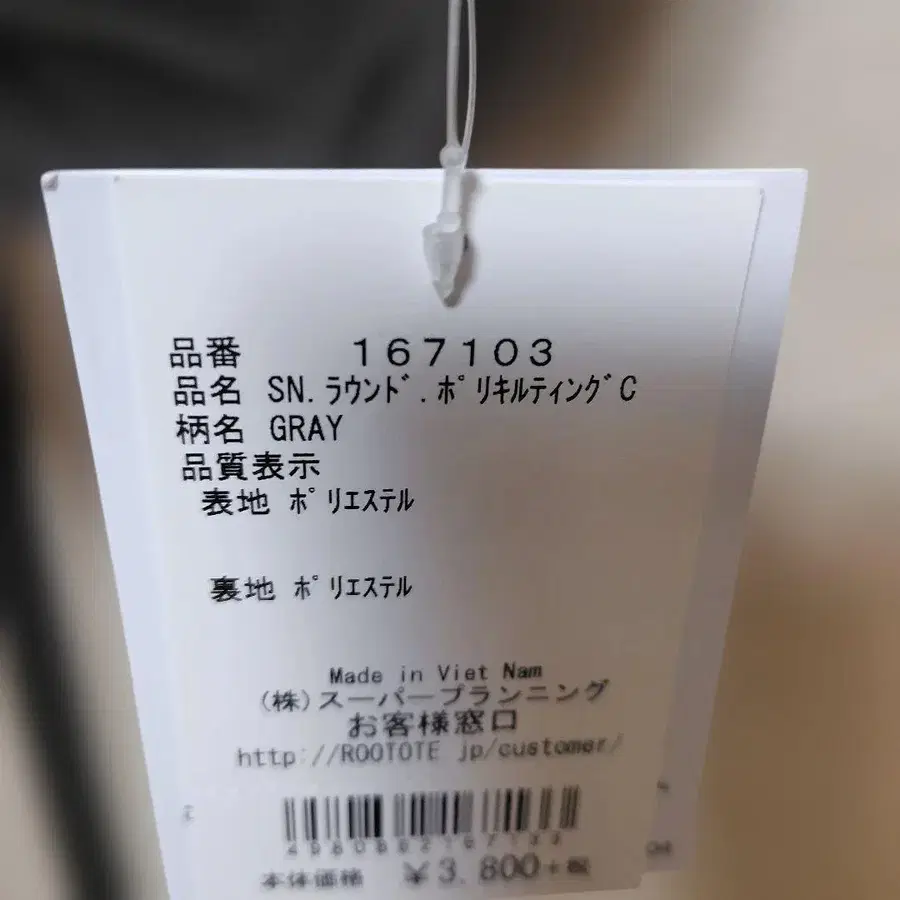 品番 167103
品名 SN.ﾗｳﾝﾄﾞ.ﾎﾟﾘｷﾙﾃｨﾝｸﾞC
柄名 GRAY
品質表示
表地 ﾎﾟﾘｴｽﾃﾙ
裏地 ﾎﾟﾘｴｽﾃﾙ
Made in Viet Nam
(株)スーパープランニング
お客様窓口
http://ROOTOTE jp/customer/
本体価格 ¥3,800+税